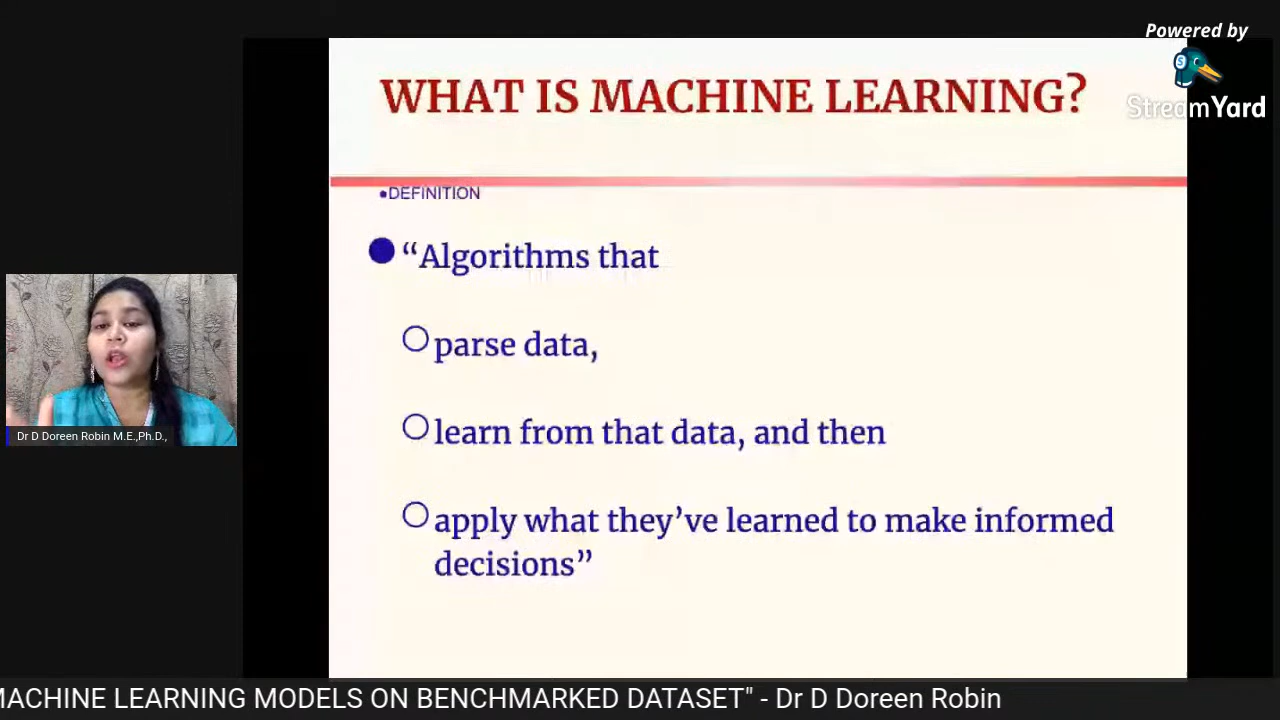 Powered by
StreamYard
WHAT IS MACHINE LEARNING?
•DEFINITION
“Algorithms that
parse data,
learn from that data, and then
apply what they’ve learned to make informed
decisions”
Dr D Doreen Robin M.E.,Ph.D.,
MACHINE LEARNING MODELS ON BENCHMARKED DATASET" - Dr D Doreen Robin